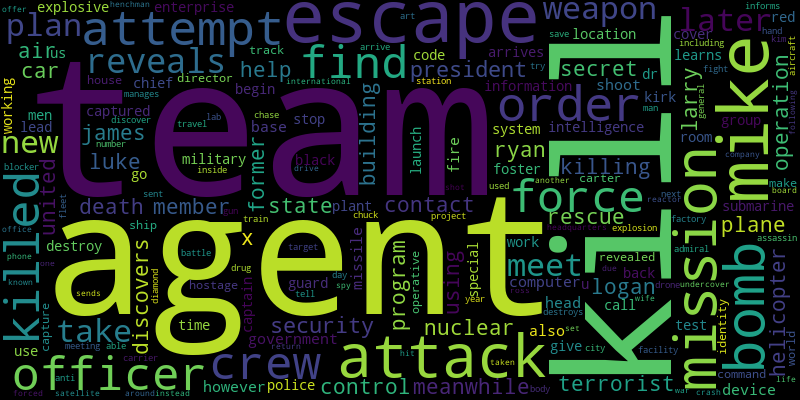 offer henchman explosive enterprise escape weapon art save location informs
plan attempt later cover red
air us reveals find track code arrive president try secret learns hand kim
car house director help arrives including
working chief begin information shoot dr larry fight aircraft
men captured discover team building international station order kirk man general operation
new lead james number manages lab stop launch system intelligence room group following
blocker luke travel military base black fire ryan foster killing mission mike
united go inside former drive chase carter company make
killed fleet death member state plant contact another used force rescue next reactor submarine board
office destroy ship gun train chuck project shot work headquarters explosion factory plane assassin
phone discovers x battle target missile program operative using special meet revealed due admiral
known diamond drug day spy computer u back drone undercover bomb
one sends agent hostage guard tell year head logan destroys wife helicopter
take time captain security nuclear also set call test identity world
use capture meeting able government hit taken attack give city facility command
officer carrier return crew police control meanwhile body terrorist war crash device life
anti however cross
forced satellite around instead
kill